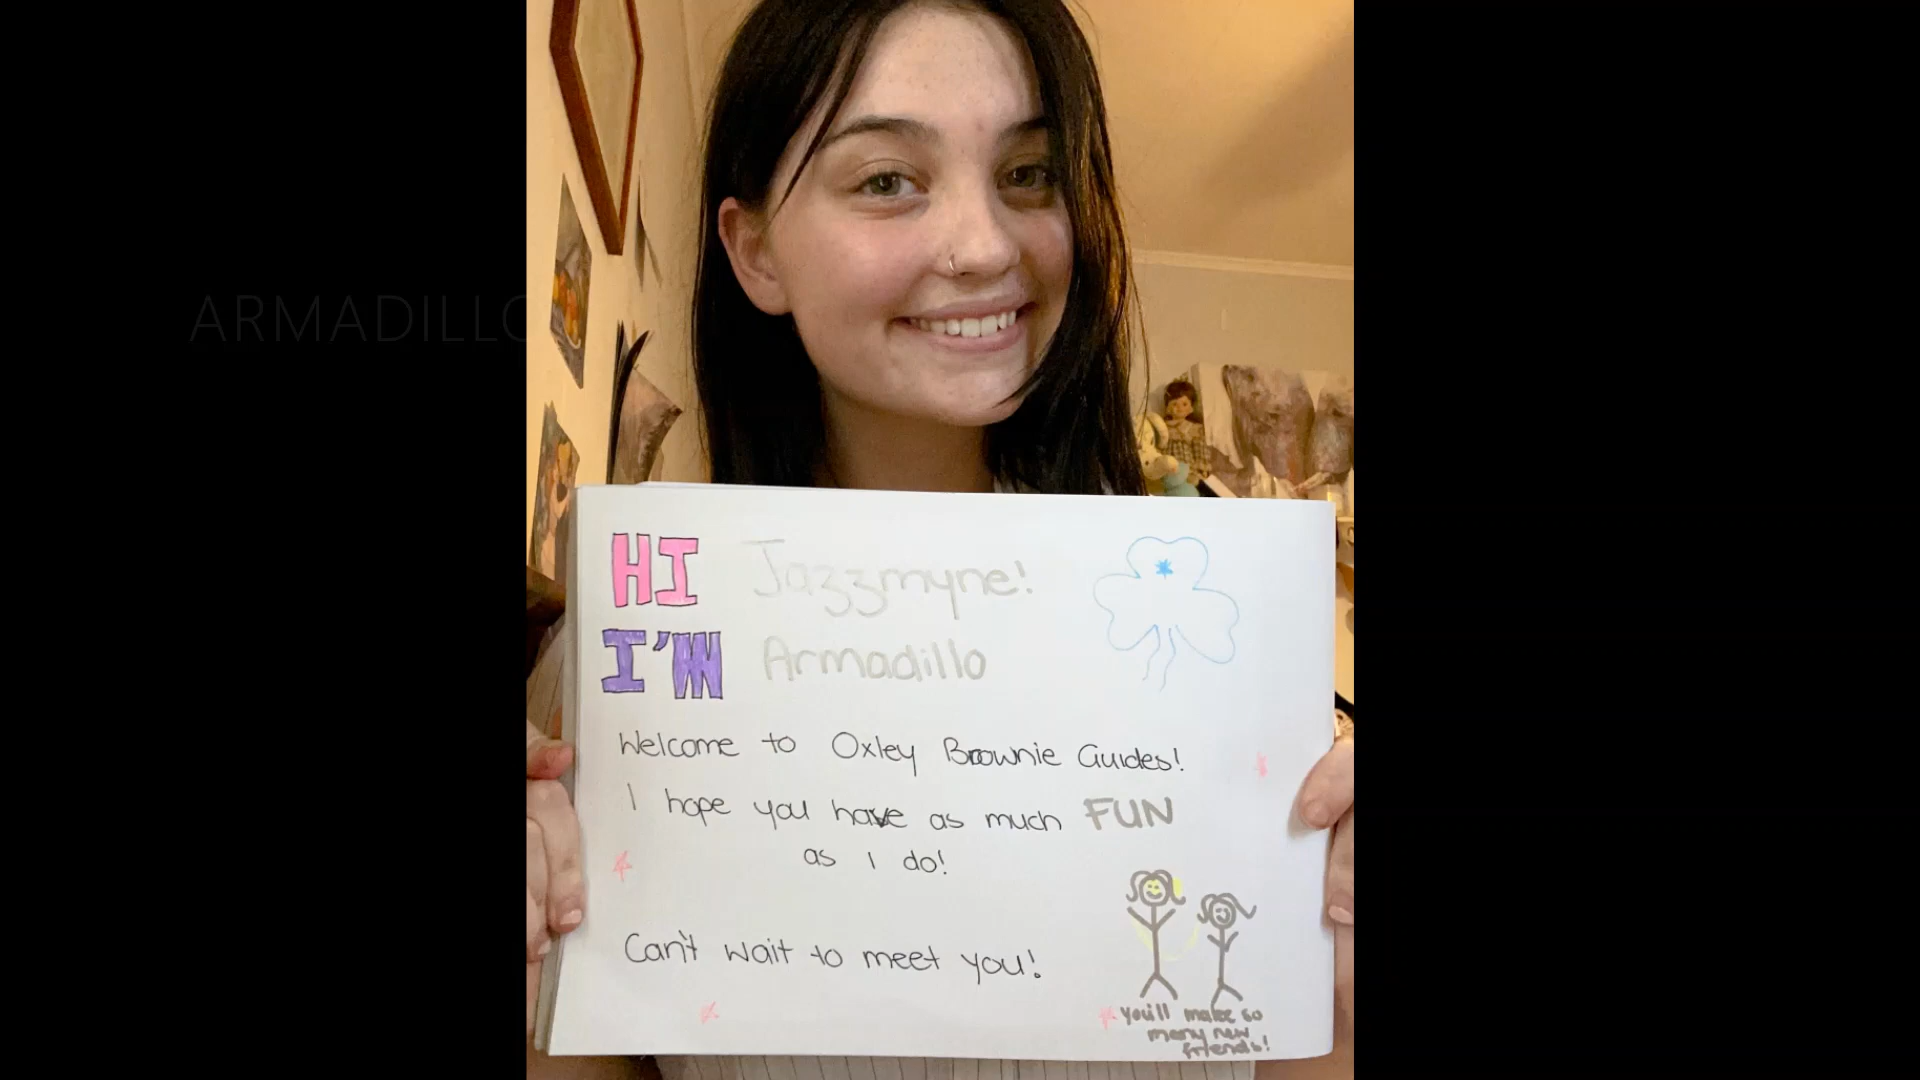 ARMADILLO
HI Jazzmyne!
I'M Armadillo
Welcome to Oxley Brownie Guides!
I hope you have as much FUN
as I do!
Can't wait to meet you!
You'll make so
many new
friends!